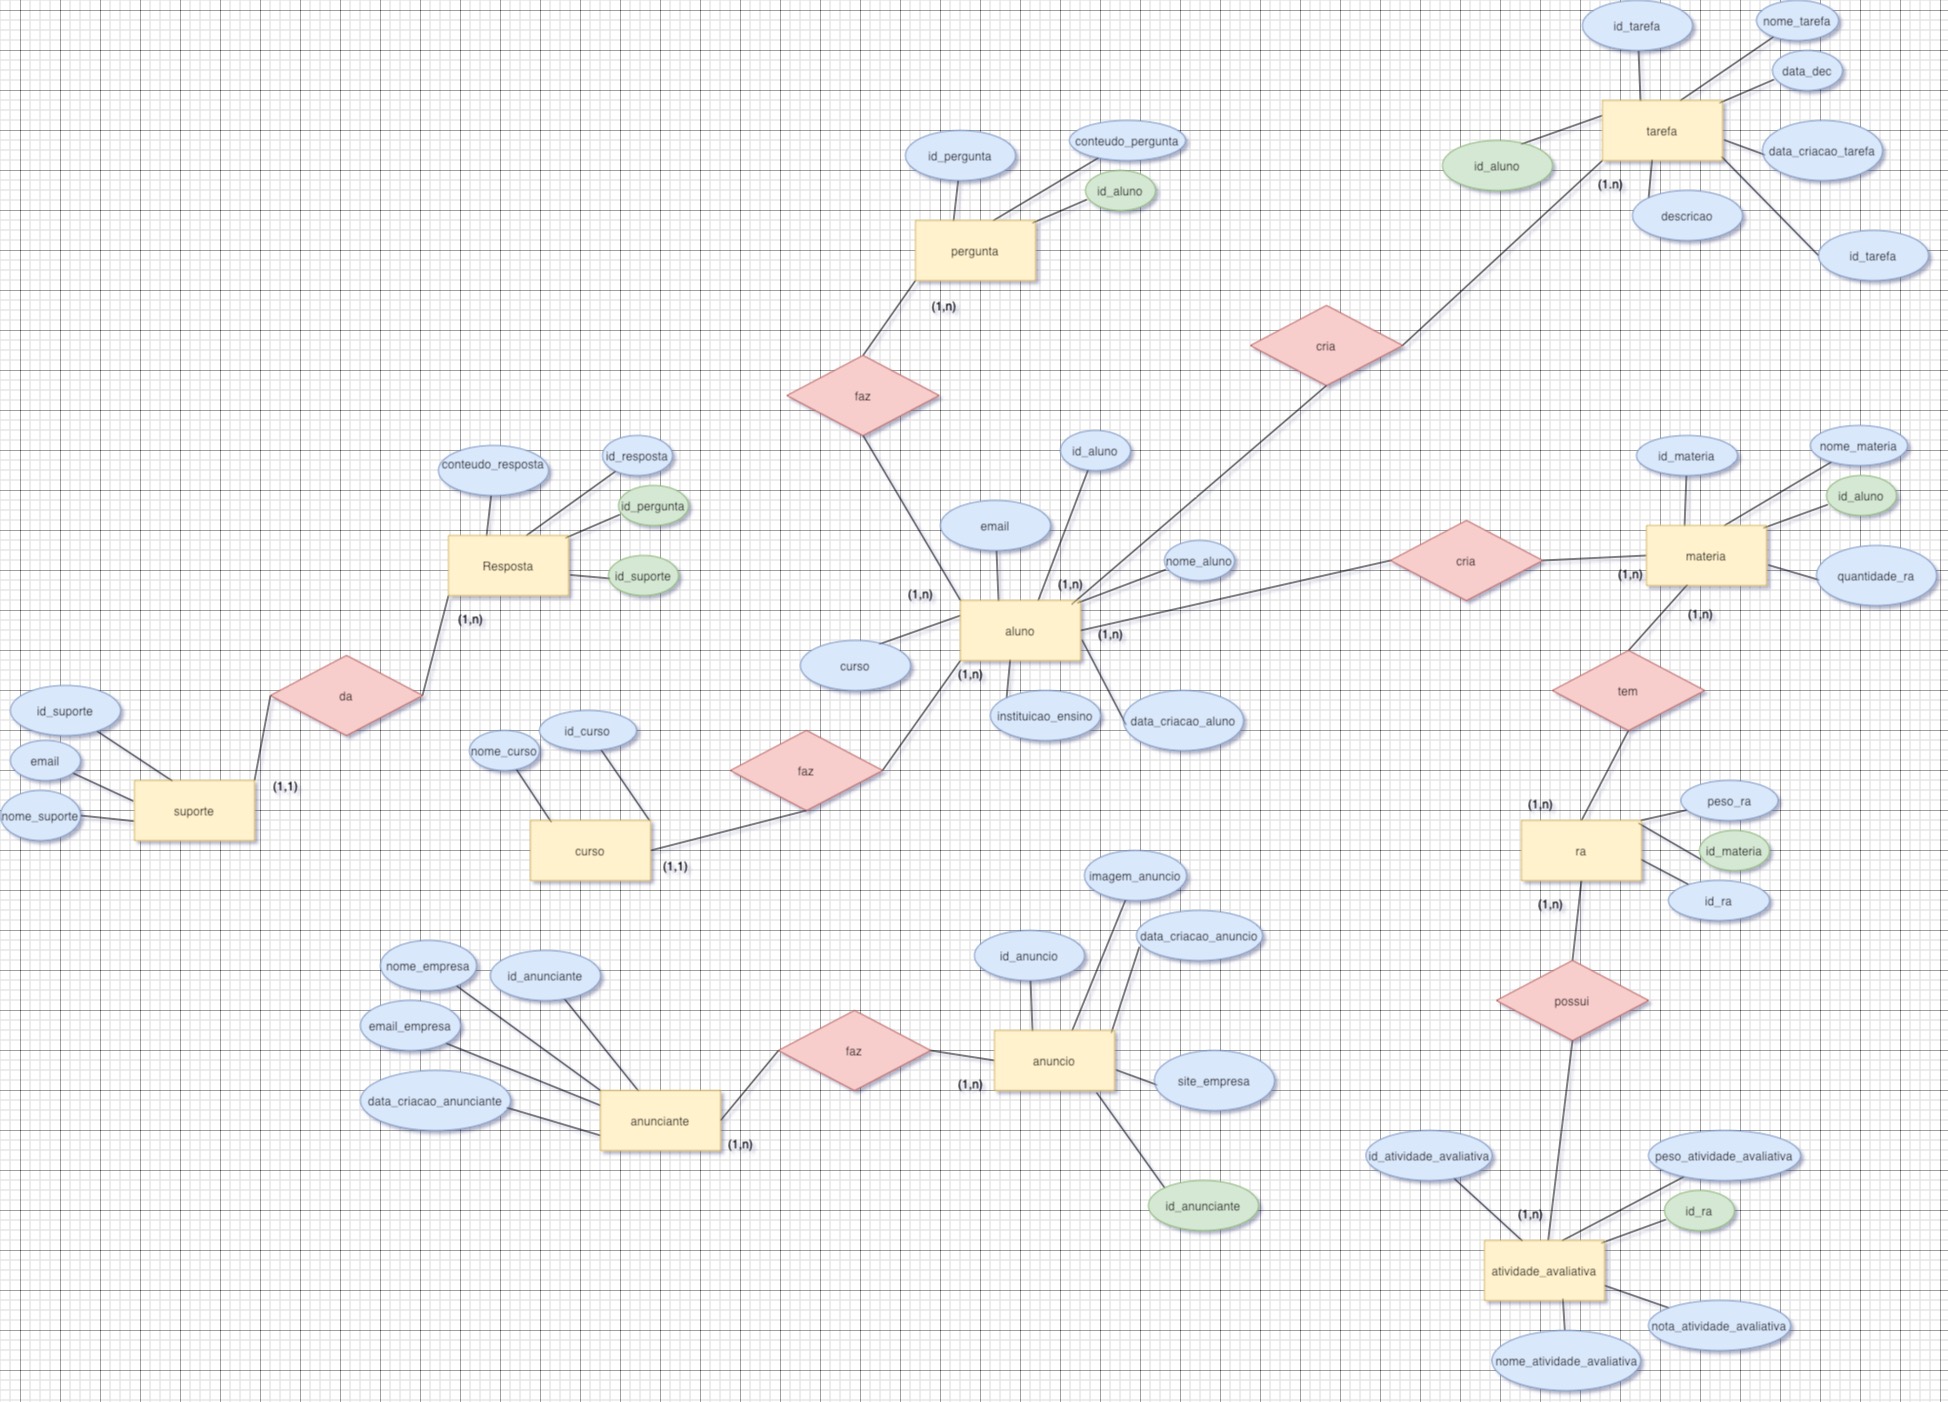 id_tarefa
nome_tarefa
data_dec
tarefa
data_criacao_tarefa
id_aluno
(1.n)
descricao
id_tarefa
conteudo_pergunta
id_pergunta
id_aluno
pergunta
(1,n)
cria
faz
id_aluno
email
nome_aluno
(1,n)
(1,n)
aluno
(1,n)
curso
(1,n)
instituicao_ensino
data_criacao_aluno
conteudo_resposta
id_resposta
id_pergunta
Resposta
id_suporte
(1,n)
da
id_suporte
email
nome_suporte
suporte
(1,1)
nome_curso
id_curso
faz
curso
(1,1)
cria
id_materia
nome_materia
id_aluno
materia
(1,n)
quantidade_ra
(1,n)
tem
(1,n)
peso_ra
ra
id_materia
id_ra
(1,n)
possui
imagem_anuncio
data_criacao_anuncio
id_anuncio
nome_empresa
id_anunciante
email_empresa
data_criacao_anunciante
anunciante
(1,n)
faz
anuncio
(1,n)
site_empresa
id_anunciante
id_atividade_avaliativa
peso_atividade_avaliativa
(1,n)
id_ra
atividade_avaliativa
nota_atividade_avaliativa
nome_atividade_avaliativa